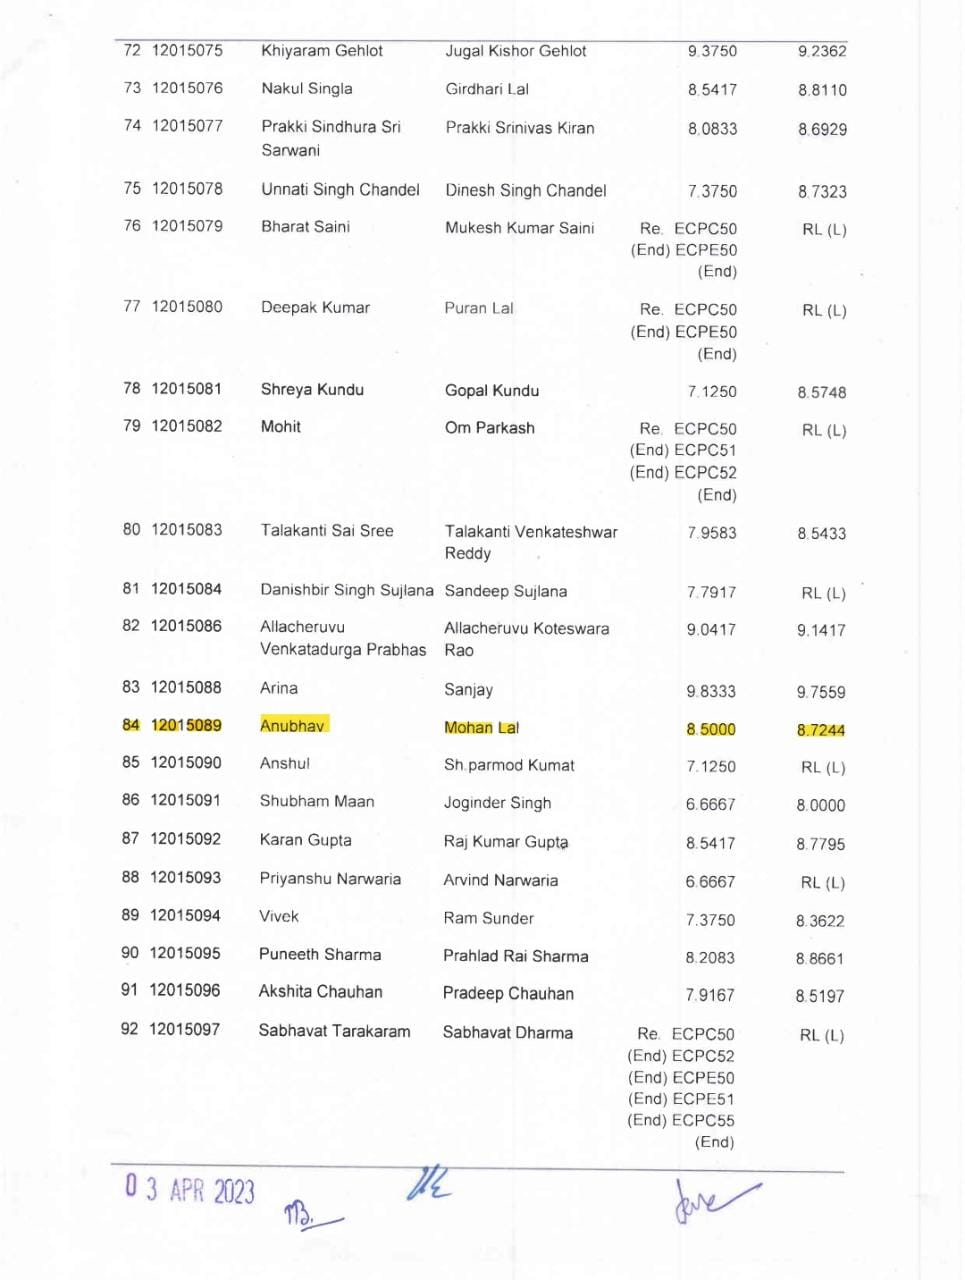 72 12015075 Khiyaram Gehlot Jugal Kishor Gehlot 9.3750 9.2362
73 12015076 Nakul Singla Girdhari Lal 8.5417 8.8110
74 12015077 Prakki Sindhura Sri Prakki Srinivas Kiran 8.0833 8.6929
Sarwani
75 12015078 Unnati Singh Chandel Dinesh Singh Chandel 7.3750 8.7323
76 12015079 Bharat Saini Mukesh Kumar Saini Re. ECPC50 RL (L)
(End) ECPE50
(End)
77 12015080 Deepak Kumar Puran Lal Re. ECPC50 RL (L)
(End) ECPE50
(End)
78 12015081 Shreya Kundu Gopal Kundu 7.1250 8.5748
79 12015082 Mohit Om Parkash Re. ECPC50 RL (L)
(End) ECPC51
(End) ECPC52
(End)
80 12015083 Talakanti Sai Sree Talakanti Venkateshwar 7.9583 8.5433
Reddy
81 12015084 Danishbir Singh Sujlana Sandeep Sujlana 7.7917 RL (L)
82 12015086 Allacheruvu Allacheruvu Koteswara 9.0417 9.1417
Venkatadurga Prabhas Rao
83 12015088 Arina Sanjay 9.8333 9.7559
84 12015089 Anubhav Mohan Lal 8.5000 8.7244
85 12015090 Anshul Sh.parmod Kumat 7.1250 RL (L)
86 12015091 Shubham Maan Joginder Singh 6.6667 8.0000
87 12015092 Karan Gupta Raj Kumar Gupta 8.5417 8.7795
88 12015093 Priyanshu Narwaria Arvind Narwaria 6.6667 RL (L)
89 12015094 Vivek Ram Sunder 7.3750 8.3622
90 12015095 Puneeth Sharma Prahlad Rai Sharma 8.2083 8.8661
91 12015096 Akshita Chauhan Pradeep Chauhan 7.9167 8.5197
92 12015097 Sabhavat Tarakaram Sabhavat Dharma Re. ECPC50 RL (L)
(End) ECPC52
(End) ECPE50
(End) ECPE51
(End) ECPC55
(End)
03 APR 2023